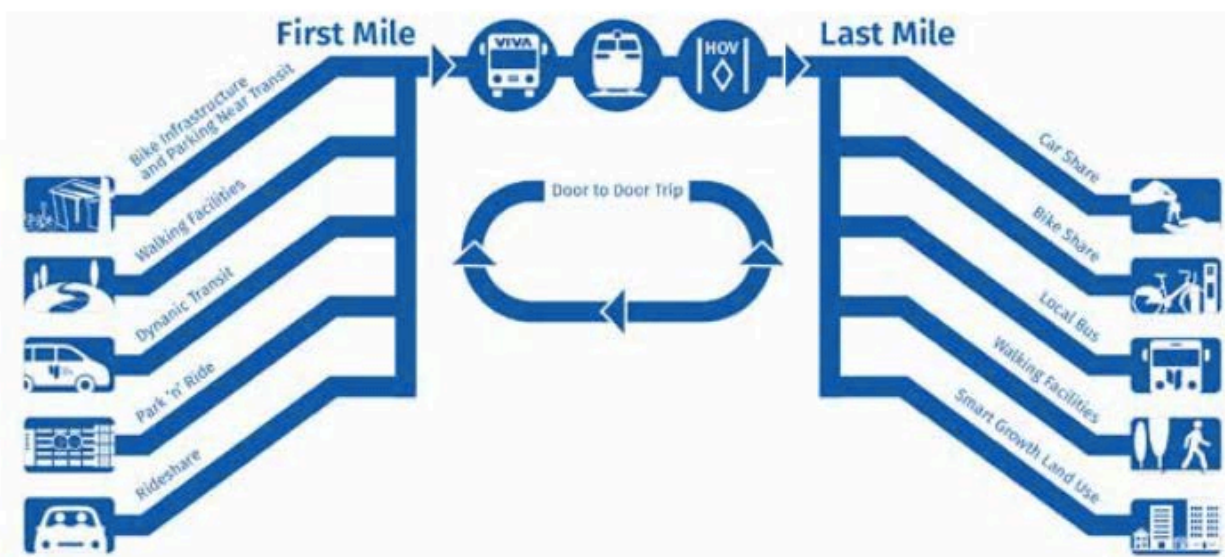 First Mile
VIVA
HOV
Last Mile
Bike Infrastructure
and Parking Near Transit
Walking Facilities
Dynanic Transit
Park 'n' Ride
Rideshare
Door to Door Trip
Car Share
Bike Share
Local Bus
Walking Facilities
Smart Growth Land Use